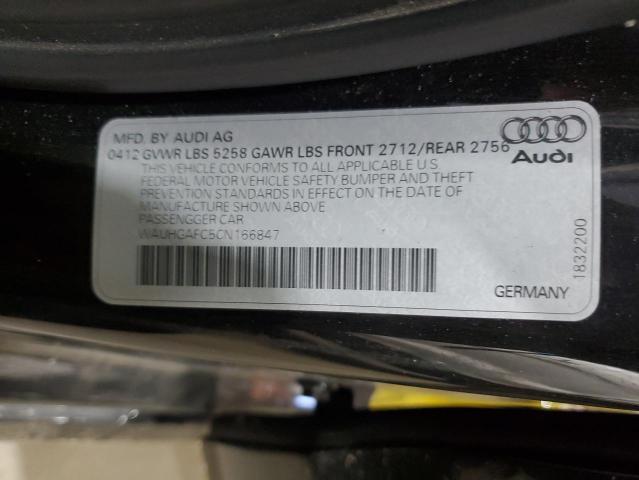 MFD. BY AUDI AG
0412 GVWR LBS 5258 GAWR LBS FRONT 2712/REAR 2756
THIS VEHICLE CONFORMS TO ALL APPLICABLE U.S
FEDERAL MOTOR VEHICLE SAFETY BUMPER AND THEFT
PREVENTION STANDARDS IN EFFECT ON THE DATE OF
MANUFACTURE SHOWN ABOVE
PASSENGGER CAR
WAUHGAFC5CN166847
Audi
1832200
GERMANY